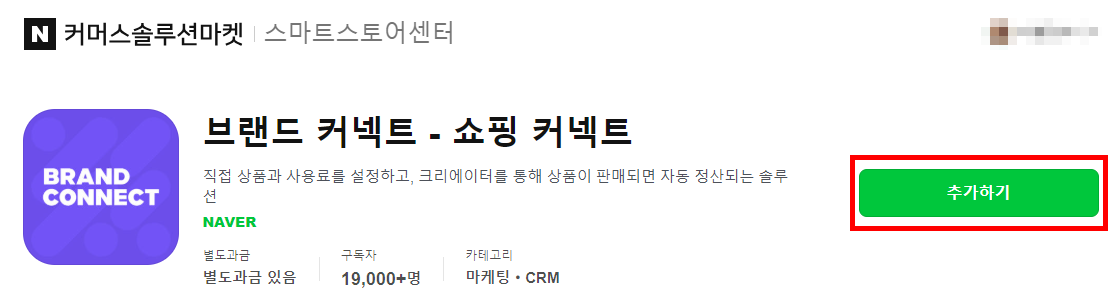 N 커머스솔루션마켓 | 스마트스토어센터
BRAND
CONNECT
브랜드 커넥트 - 쇼핑 커넥트
직접 상품과 사용료를 설정하고, 크리에이터를 통해 상품이 판매되면 자동 정산되는 솔루
션
NAVER
추가하기
별도과금 구독자 카테고리
별도과금 있음 19,000+명 마케팅 • CRM